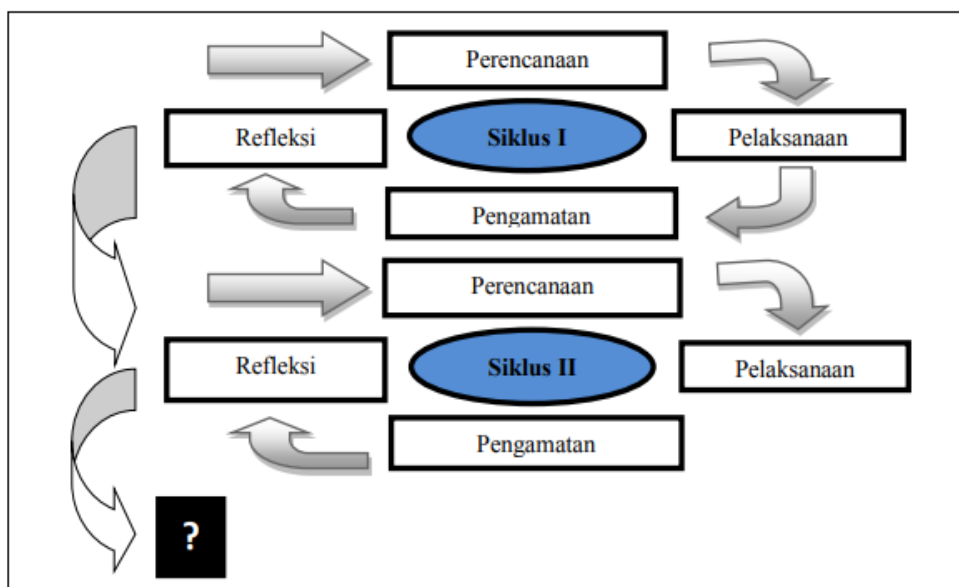 Perencanaan
Refleksi
Siklus I
Pelaksanaan
Pengamatan
Perencanaan
Refleksi
Siklus II
Pelaksanaan
Pengamatan
?